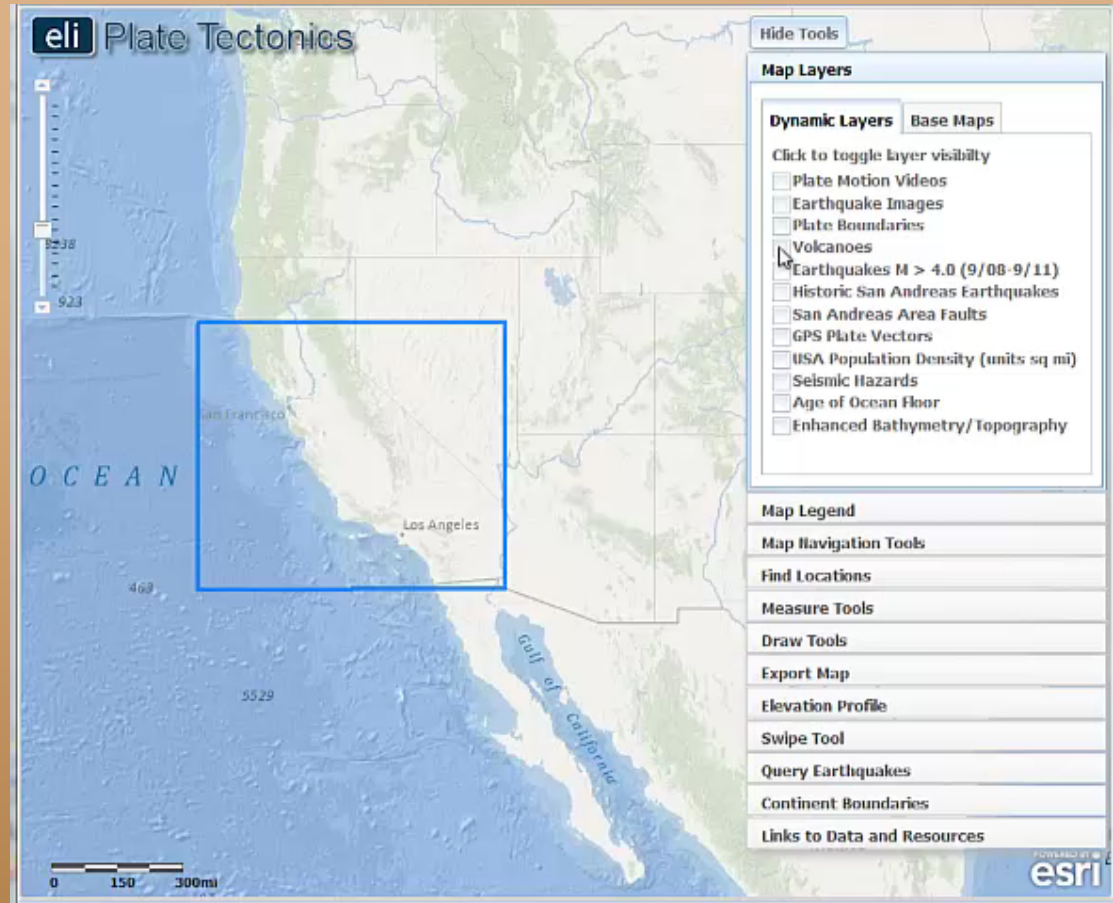 eli Plate Tectonics
Hide Tools
Map Layers
Dynamic Layers Base Maps
Click to toggle layer visibilty
Plate Motion Videos
Earthquake Images
Plate Boundaries
Volcanoes
Earthquakes M > 4.0 (9/08-9/11)
Historic San Andreas Earthquakes
San Andreas Area Faults
GPS Plate Vectors
USA Population Density (units sq mi)
Seismic Hazards
Age of Ocean Floor
Enhanced Bathymetry/Topography
Map Legend
Map Navigation Tools
Find Locations
Measure Tools
Draw Tools
Export Map
Elevation Profile
Swipe Tool
Query Earthquakes
Continent Boundaries
Links to Data and Resources
923
San Francisco
OCEAN
Los Angeles
Gulf of California
5529
0 150 300mi
POWERED BY
esri